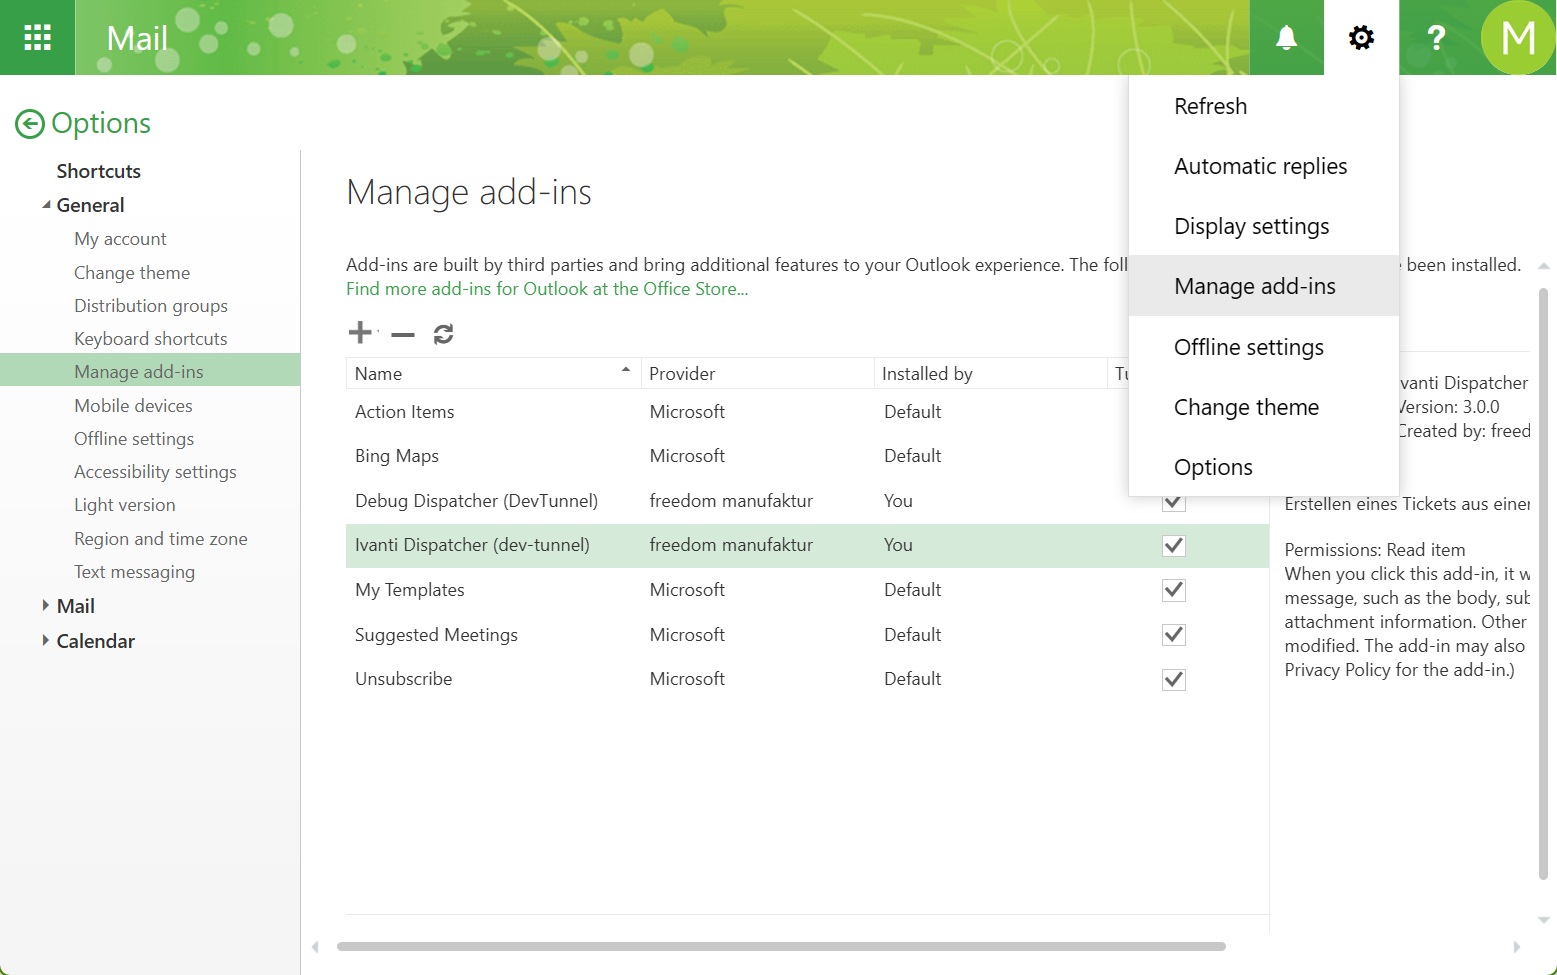 Mail
?
M
Options
Shortcuts
General
My account
Change theme
Distribution groups
Keyboard shortcuts
Manage add-ins
Mobile devices
Offline settings
Accessibility settings
Light version
Region and time zone
Text messaging
Mail
Calendar
Manage add-ins
Add-ins are built by third parties and bring additional features to your Outlook experience. The foll
been installed.
Find more add-ins for Outlook at the Office Store...
Name Provider Installed by Tu
Action Items Microsoft Default
Bing Maps Microsoft Default
Debug Dispatcher (DevTunnel) freedom manufaktur You
Ivanti Dispatcher (dev-tunnel) freedom manufaktur You
My Templates Microsoft Default
Suggested Meetings Microsoft Default
Unsubscribe Microsoft Default
Refresh
Automatic replies
Display settings
Manage add-ins
Offline settings
Change theme
Options
vanti Dispatcher
Version: 3.0.0
Created by: freed
Erstellen eines Tickets aus einer
Permissions: Read item
When you click this add-in, it w
message, such as the body, sub
attachment information. Other
modified. The add-in may also
Privacy Policy for the add-in.)